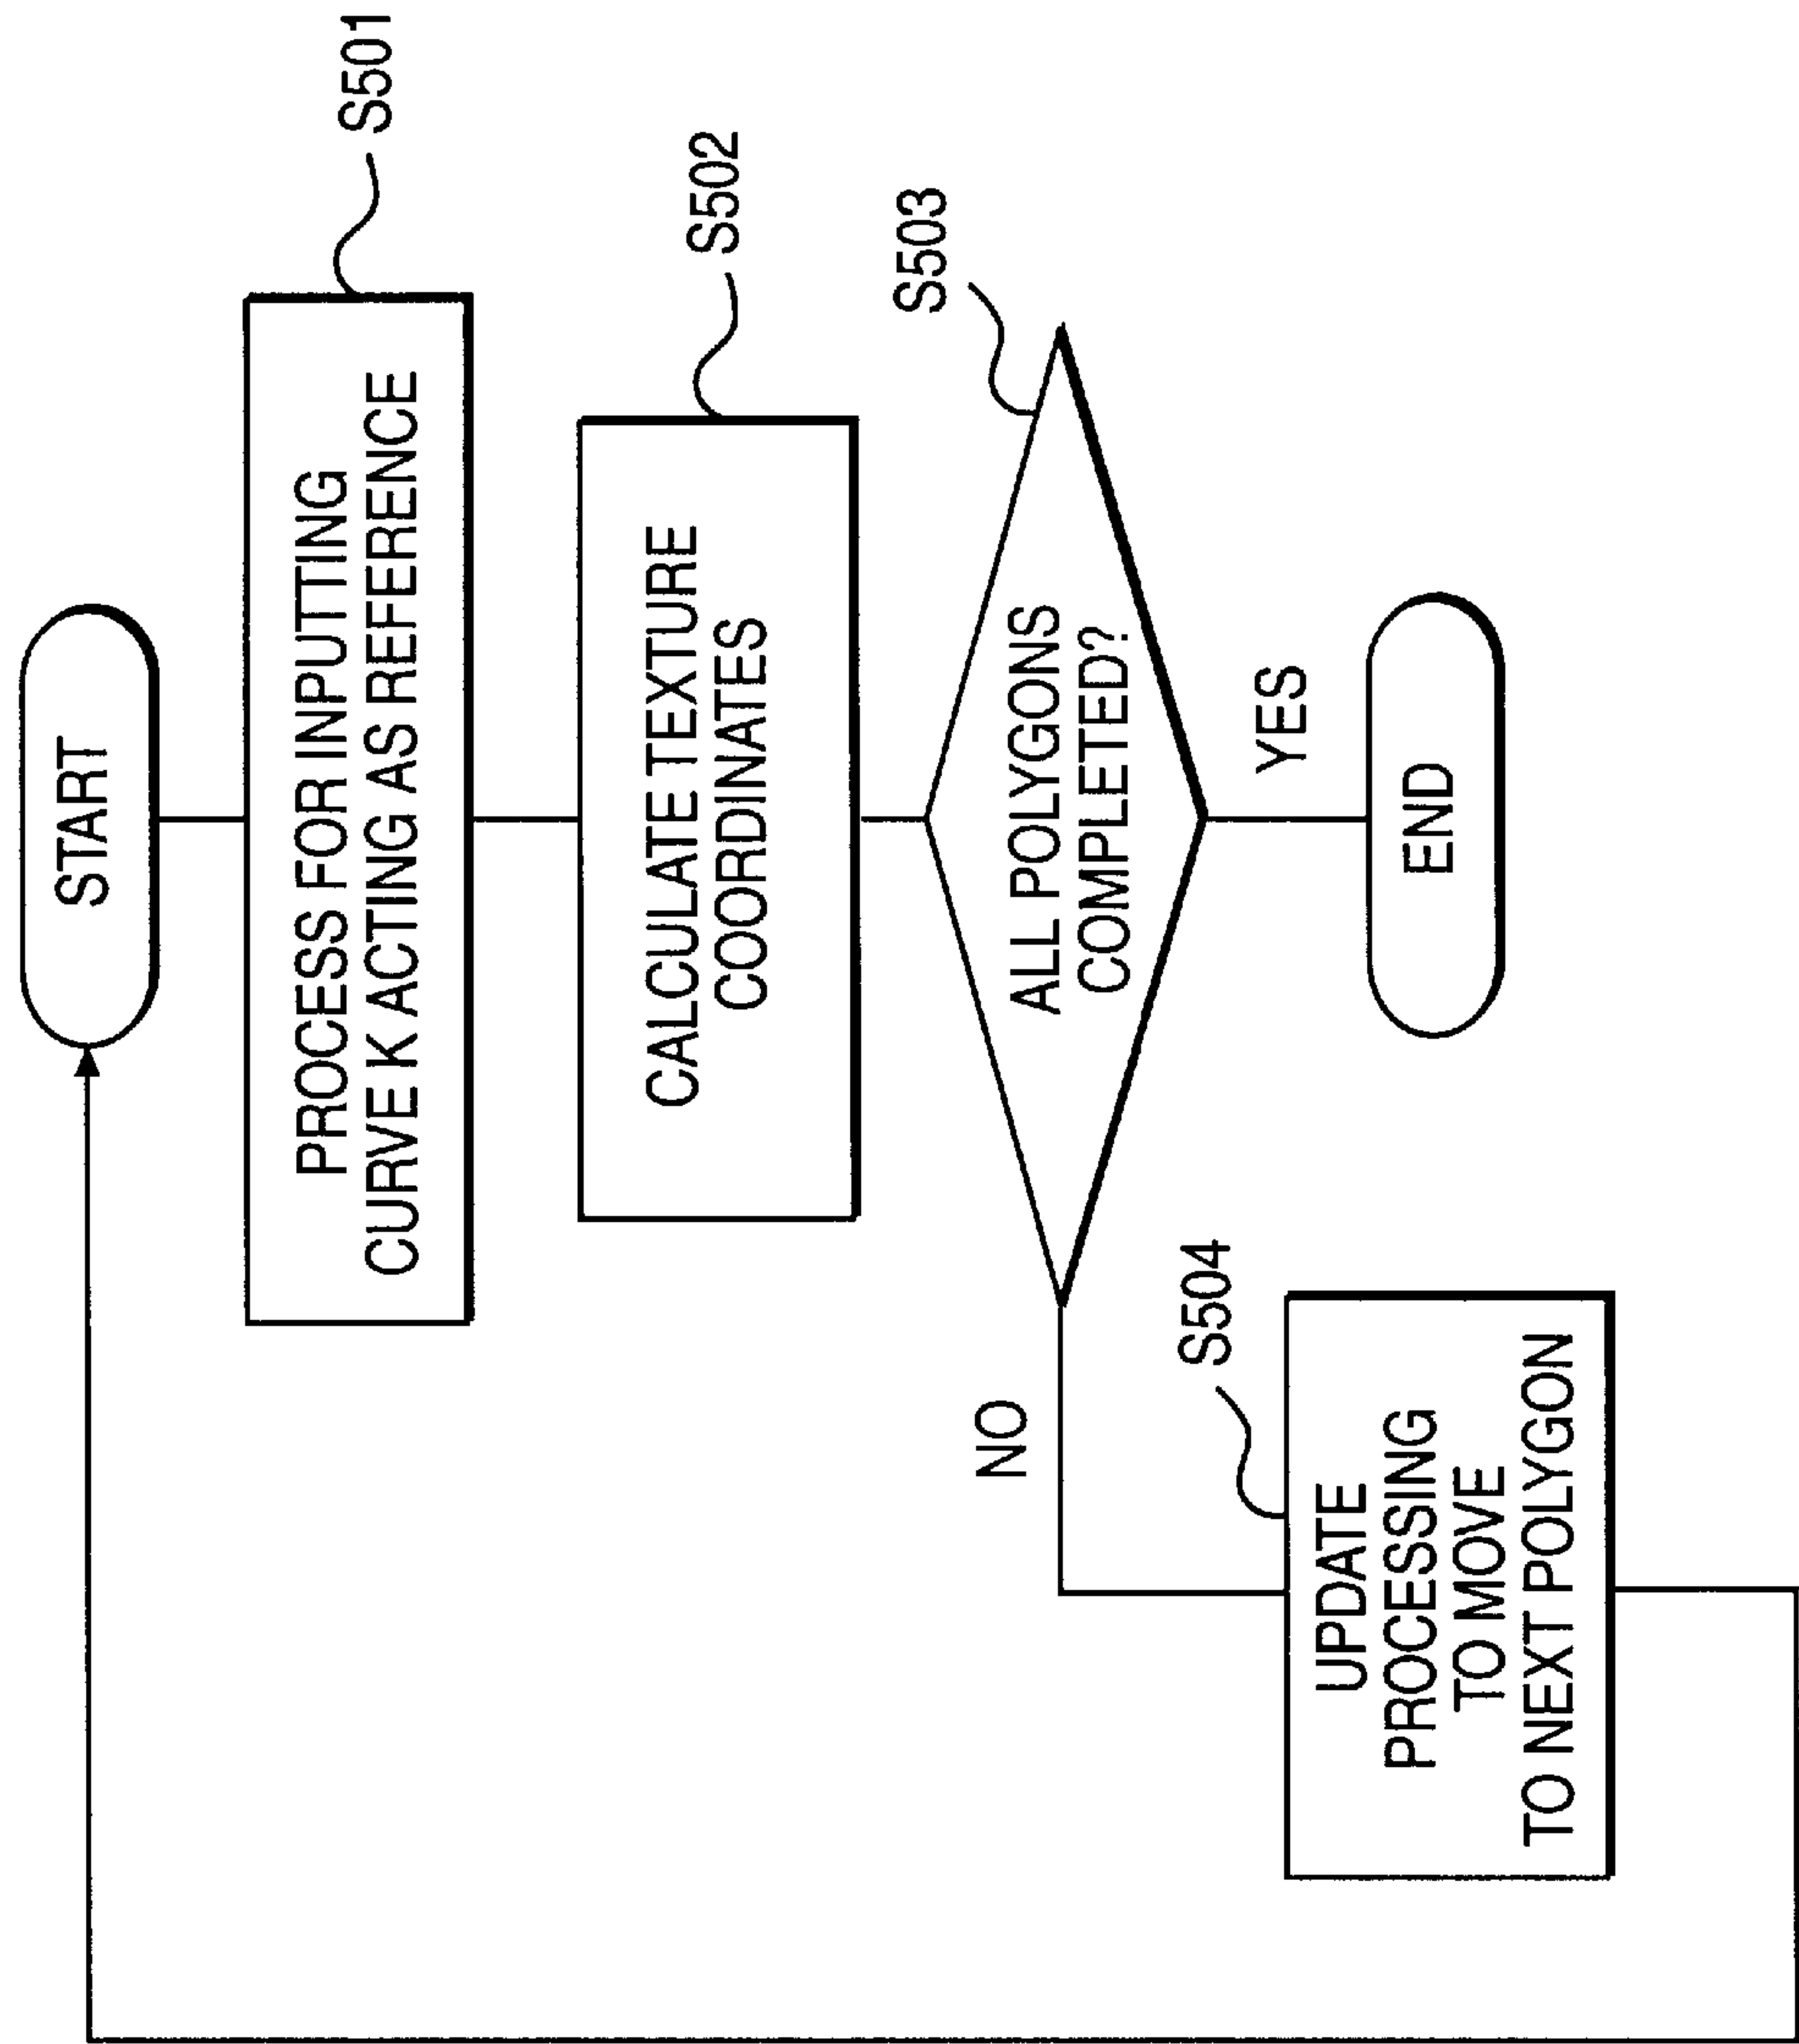 START
PROCESS FOR INPUTTING
CURVE K ACTING AS REFERENCE
S501
CALCULATE TEXTURE
COORDINATES
S502
ALL POLYGONS
COMPLETED?
S503
NO
YES
UPDATE
PROCESSING
TO MOVE
TO NEXT POLYGON
S504
END